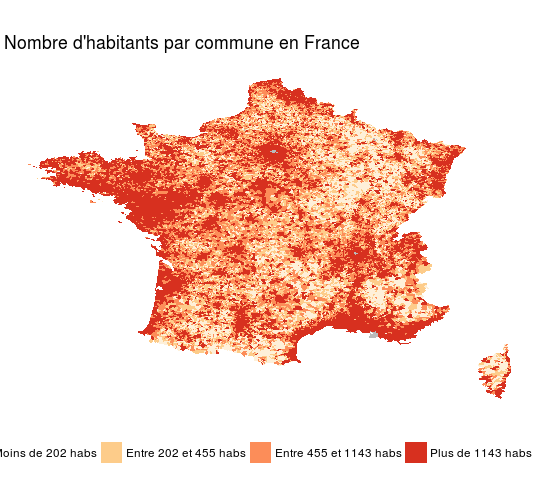 Nombre d'habitants par commune en France
Moins de 202 habs Entre 202 et 455 habs Entre 455 et 1143 habs Plus de 1143 habs